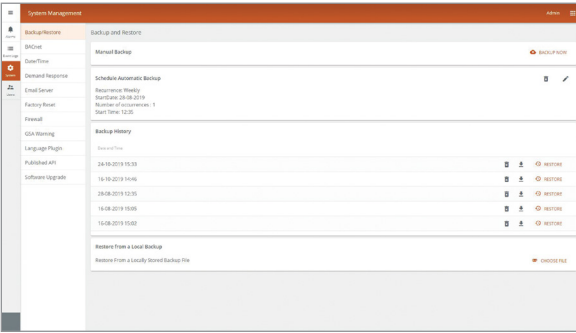 System Management
Admin
Backup/Restore
BACnet
Date/Time
Demand Response
Email Server
Factory Reset
Firewall
GSA Warning
Language Plugin
Published API
Software Upgrade
Backup and Restore
Manual Backup
BACKUP NOW
Schedule Automatic Backup
Recurrence: Weekly
StartDate: 28-08-2019
Number of occurrences : 1
Start Time: 12:35
Backup History
Date and Time
24-10-2019 15:33
RESTORE
16-10-2019 14:46
RESTORE
28-08-2019 12:35
RESTORE
16-08-2019 15:05
RESTORE
16-08-2019 15:02
RESTORE
Restore from a Local Backup
Restore From a Locally Stored Backup File
CHOOSE FILE